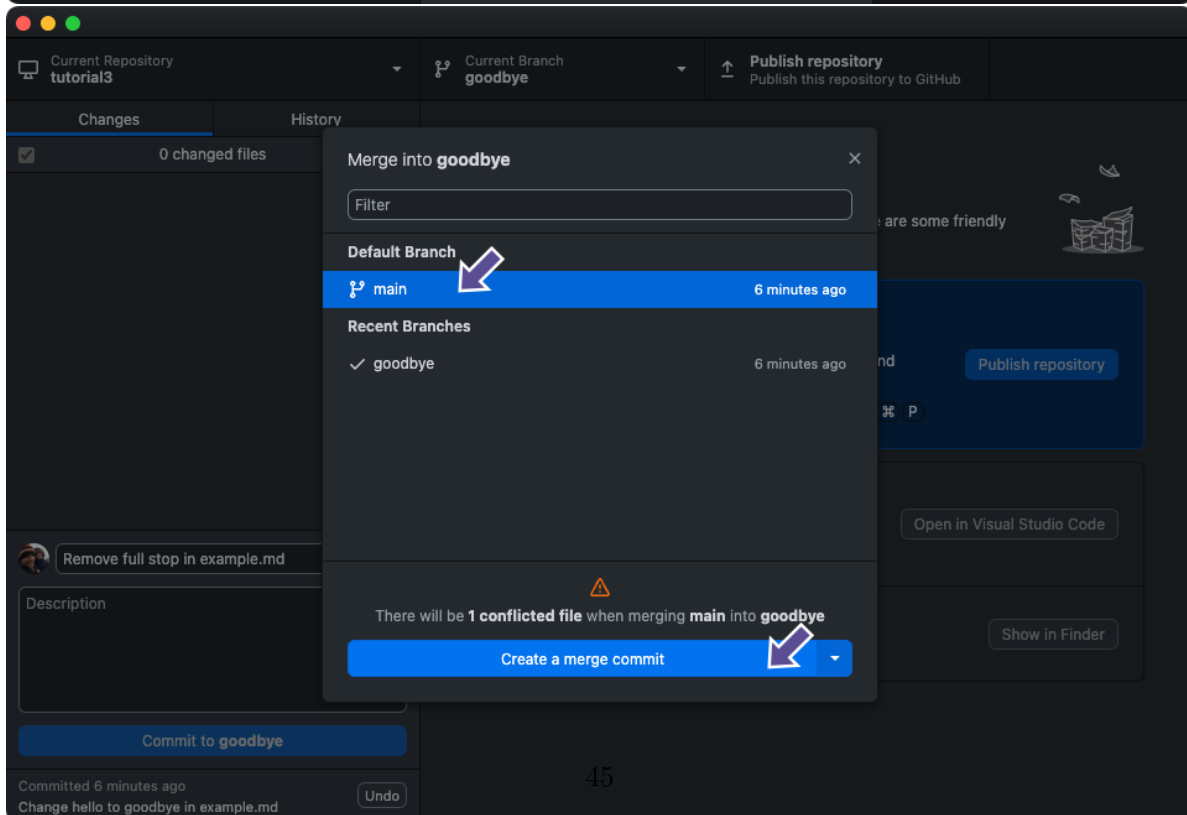 Current Repository
tutorial3
Current Branch
goodbye
Publish repository
Publish this repository to GitHub
Changes
History
0 changed files
Merge into goodbye
Filter
Default Branch
main
6 minutes ago
Recent Branches
goodbye
6 minutes ago
are some friendly
nd
Publish repository
⌘ P
Open in Visual Studio Code
Show in Finder
There will be 1 conflicted file when merging main into goodbye
Create a merge commit
Remove full stop in example.md
Description
Commit to goodbye
Committed 6 minutes ago
Change hello to goodbye in example.md
Undo
45